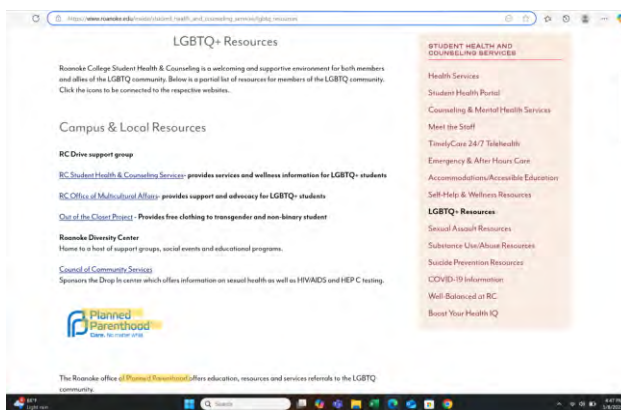 https://www.roanoke.edu/inside/student_health_and_counseling_services/lgbtq_resources
LGBTQ+ Resources
Roanoke College Student Health & Counseling is a welcoming and supportive environment for both members
and allies of the LGBTQ community. Below is a partial list of resources for members of the LGBTQ community.
Click the icons to be connected to the respective websites.
Campus & Local Resources
RC Drive support group
RC Student Health & Counseling Services- provides services and wellness information for LGBTQ+ students
RC Office of Multicultural Affairs- provides support and advocacy for LGBTQ+ students
Out of the Closet Project - Provides free clothing to transgender and non-binary student
Roanoke Diversity Center
Home to a host of support groups, social events and educational programs.
Council of Community Services
Sponsors the Drop In center which offers information on sexual health as well as HIV/AIDS and HEP C testing.
Planned
Parenthood
Care. No matter what.
The Roanoke office of Planned Parenthood offers education, resources and services referrals to the LGBTQ
community.
STUDENT HEALTH AND
COUNSELING SERVICES
Health Services
Student Health Portal
Counseling & Mental Health Services
Meet the Staff
TimelyCare 24/7 Telehealth
Emergency & After Hours Care
Accommodations/Accessible Education
Self-Help & Wellness Resources
LGBTQ+ Resources
Sexual Assault Resources
Substance Use/Abuse Resources
Suicide Prevention Resources
COVID-19 Information
Well-Balanced at RC
Boost Your Health IQ
Search
4:47 PM